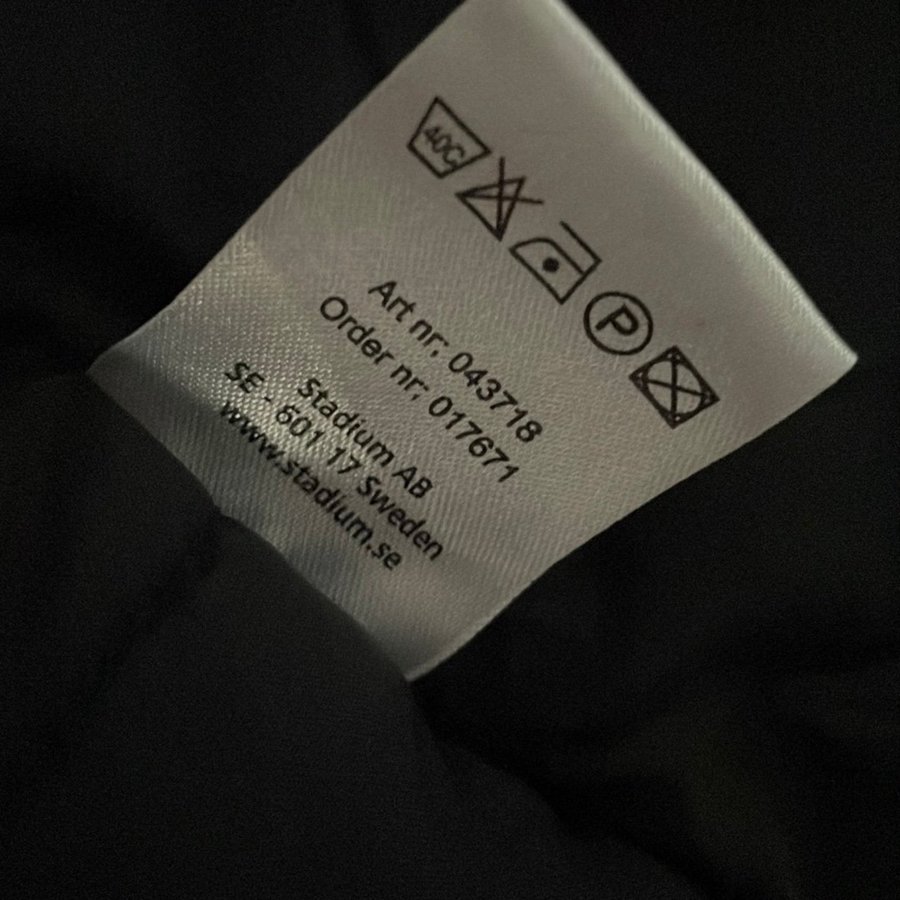 40C
P
Art nr: 043718
Order nr: 017671
Stadium AB
SE - 601 17 Sweden
www.stadium.se